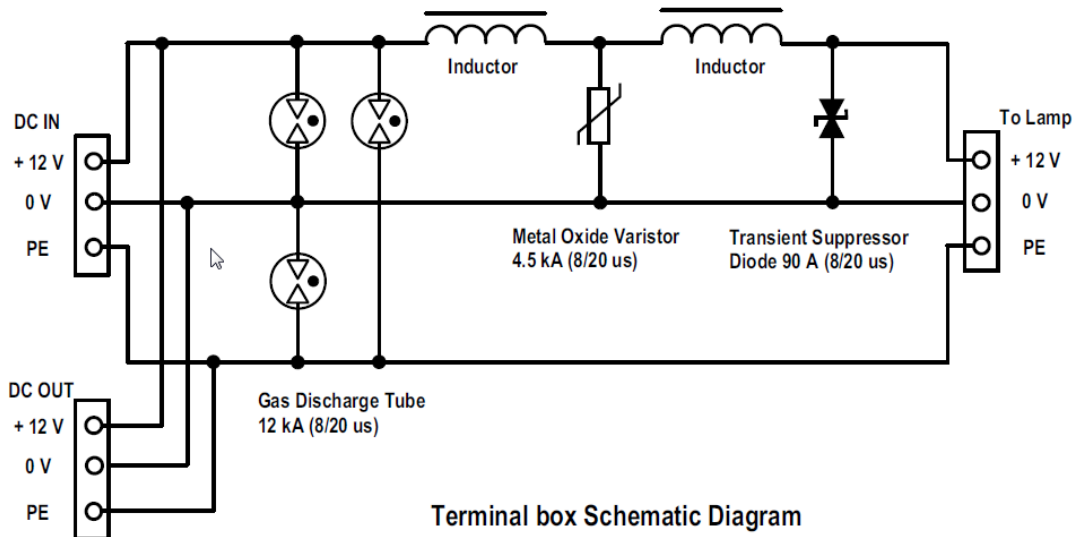 Inductor
Inductor
DC IN
+ 12 V
0 V
PE
To Lamp
+ 12 V
0 V
PE
Metal Oxide Varistor
4.5 kA (8/20 us)
Transient Suppressor
Diode 90 A (8/20 us)
DC OUT
+ 12 V
0 V
PE
Gas Discharge Tube
12 kA (8/20 us)
Terminal box Schematic Diagram